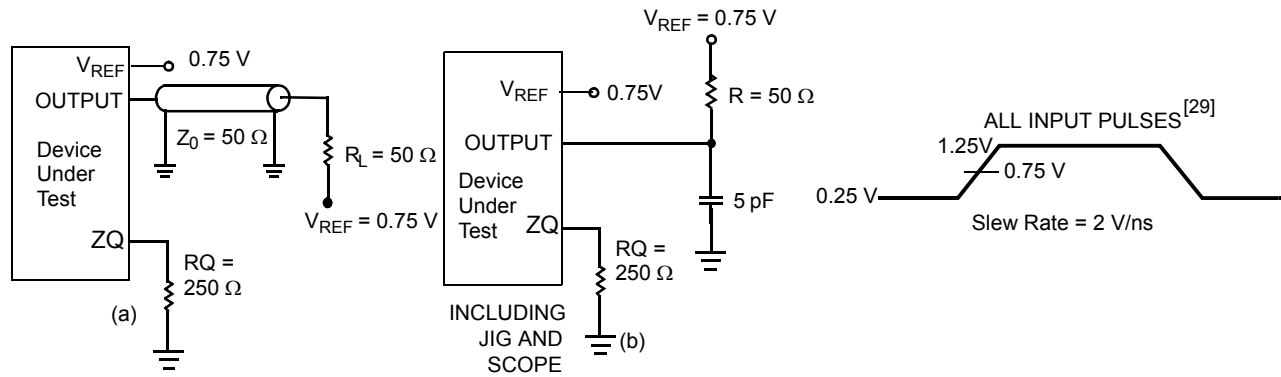 V_REF
0.75 V
OUTPUT
Z_0 = 50 Ω
Device
Under
Test
R_L = 50 Ω
V_REF = 0.75 V
ZQ
RQ =
250 Ω
(a)
V_REF = 0.75 V
R = 50 Ω
V_REF
0.75V
OUTPUT
Device
Under
Test
5 pF
ZQ
RQ =
250 Ω
INCLUDING
JIG AND
SCOPE
(b)
ALL INPUT PULSES[29]
1.25V
0.75 V
0.25 V
Slew Rate = 2 V/ns